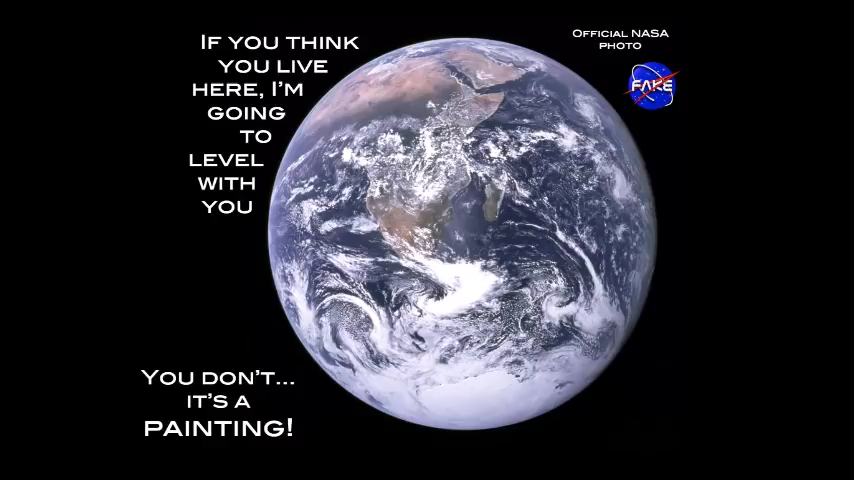 If you think
you live
here, I'm
going
to
level
with
you
Official NASA
photo
FAKE
You don't...
it's a
painting!